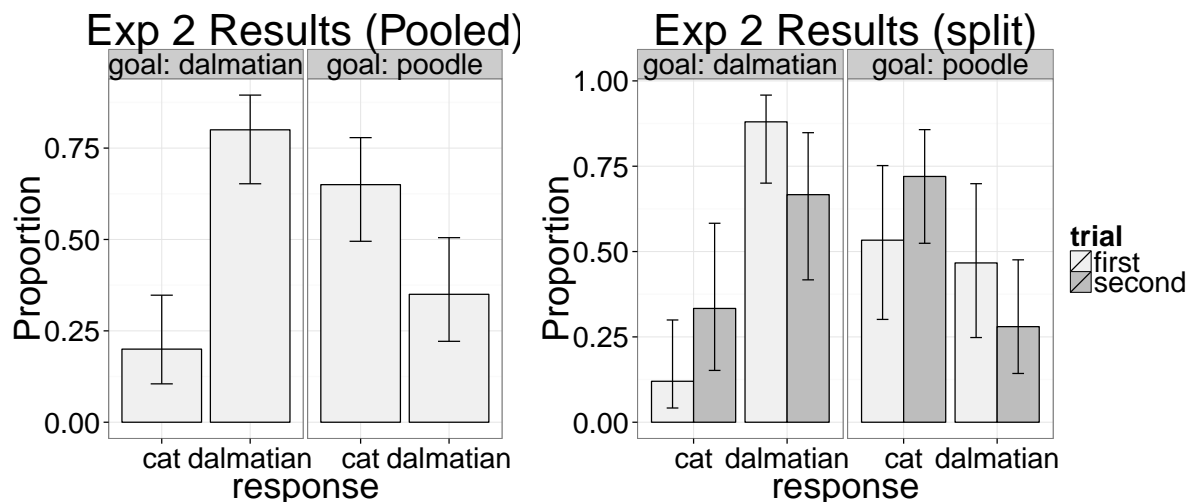 Exp 2 Results (Pooled)
goal: dalmatian goal: poodle
0.75
0.50
0.25
0.00
Proportion
cat dalmatian cat dalmatian
response
Exp 2 Results (split)
goal: dalmatian goal: poodle
1.00
0.75
0.50
0.25
0.00
Proportion
cat dalmatian cat dalmatian
response
trial
first
second